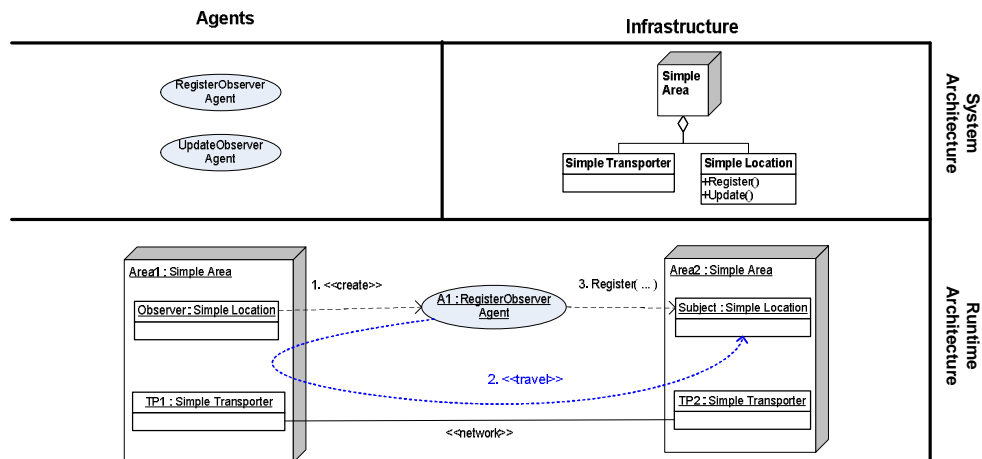 Agents
Infrastructure
RegisterObserver
Agent
UpdateObserver
Agent
Simple
Area
Simple Transporter
Simple Location
+Register()
+Update()
System
Architecture
Area1 : Simple Area
Observer : Simple Location
1. <<create>>
A1 : RegisterObserver
Agent
3. Register( ... )
Area2 : Simple Area
Subject : Simple Location
2. <<travel>>
TP1 : Simple Transporter
<<network>>
TP2 : Simple Transporter
Runtime
Architecture